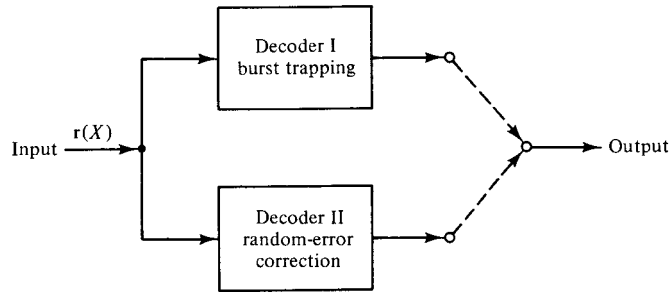 Decoder I
burst trapping
r(X)
Input
Output
Decoder II
random-error
correction